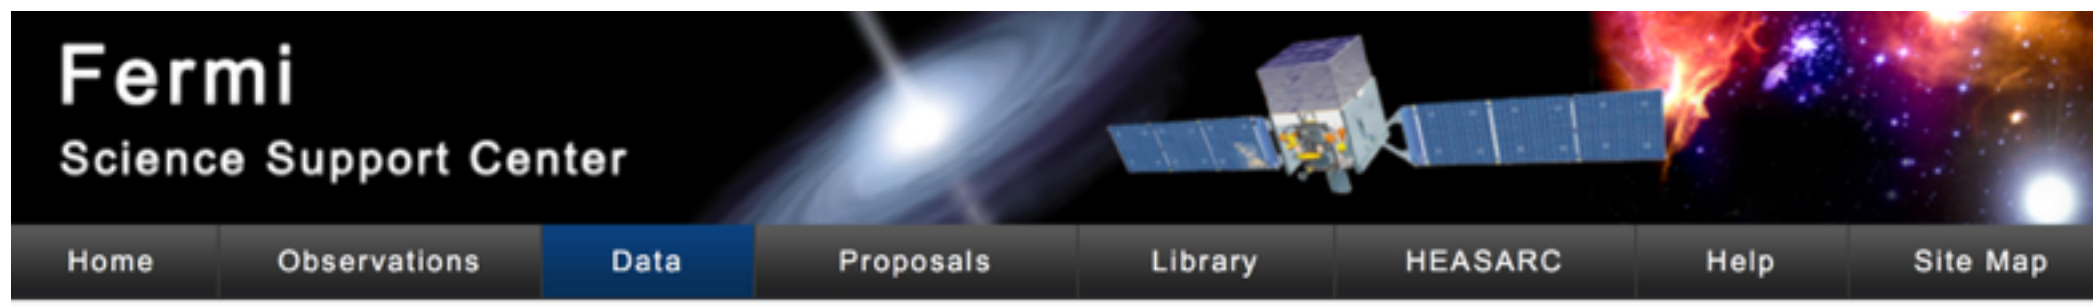 Fermi
Science Support Center
Home Observations Data Proposals Library HEASARC Help Site Map